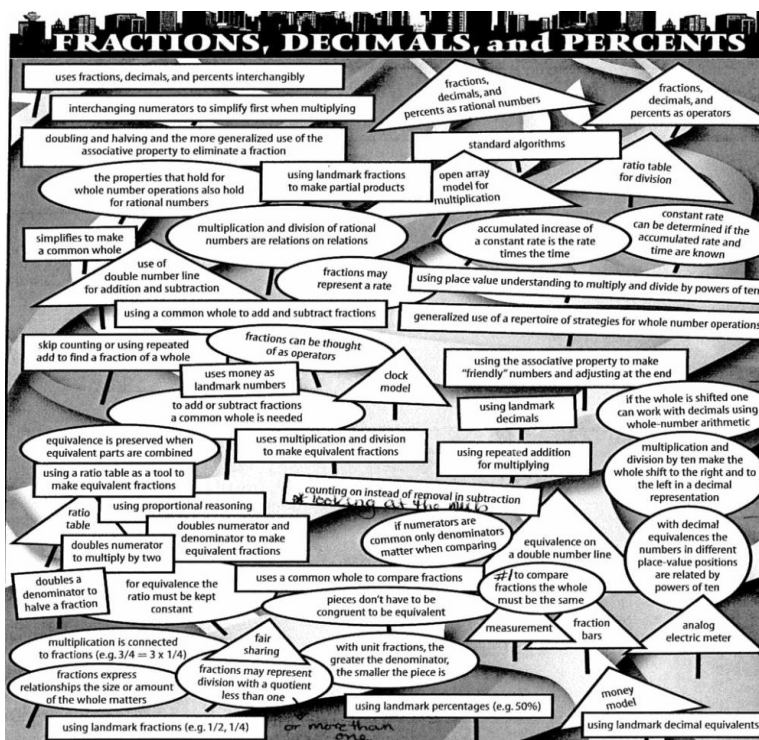 FRACTIONS, DECIMALS, and PERCENTS
uses fractions, decimals, and percents interchangibly
fractions,
decimals, and
percents as rational numbers
fractions,
decimals, and
percents as operators
interchanging numerators to simplify first when multiplying
doubling and halving and the more generalized use of the
associative property to eliminate a fraction
standard algorithms
ratio table
for division
the properties that hold for
whole number operations also hold
for rational numbers
using landmark fractions
to make partial products
open array
model for
multiplication
simplifies to make
a common whole
multiplication and division of rational
numbers are relations on relations
accumulated increase of
a constant rate is the rate
times the time
constant rate
can be determined if the
accumulated rate and
time are known
use of
double number line
for addition and subtraction
fractions may
represent a rate
using place value understanding to multiply and divide by powers of ten
using a common whole to add and subtract fractions
generalized use of a repertoire of strategies for whole number operations
skip counting or using repeated
add to find a fraction of a whole
fractions can be thought
of as operators
uses money as
landmark numbers
clock
model
using the associative property to make
"friendly" numbers and adjusting at the end
to add or subtract fractions
a common whole is needed
using landmark
decimals
if the whole is shifted one
can work with decimals using
whole-number arithmetic
equivalence is preserved when
equivalent parts are combined
uses multiplication and division
to make equivalent fractions
using repeated addition
for multiplying
multiplication and
division by ten make the
whole shift to the right and to
the left in a decimal
representation
using a ratio table as a tool to
make equivalent fractions
counting on instead of removal in subtraction
* looking at the
using proportional reasoning
ratio
table
doubles numerator and
denominator to make
equivalent fractions
if numerators are
common only denominators
matter when comparing
equivalence on
a double number line
with decimal
equivalences the
numbers in different
place-value positions
are related by
powers of ten
doubles numerator
to multiply by two
doubles a
denominator to
halve a fraction
for equivalence the
ratio must be kept
constant
uses a common whole to compare fractions
#1 to compare
fractions the whole
must be the same
pieces don't have to be
congruent to be equivalent
measurement
fraction
bars
analog
electric meter
multiplication is connected
to fractions (e.g. 3/4 = 3 x 1/4)
fair
sharing
with unit fractions, the
greater the denominator,
the smaller the piece is
fractions express
relationships the size or amount
of the whole matters
fractions may represent
division with a quotient
less than one
or more than
one
using landmark percentages (e.g. 50%)
money
model
using landmark fractions (e.g. 1/2, 1/4)
using landmark decimal equivalents